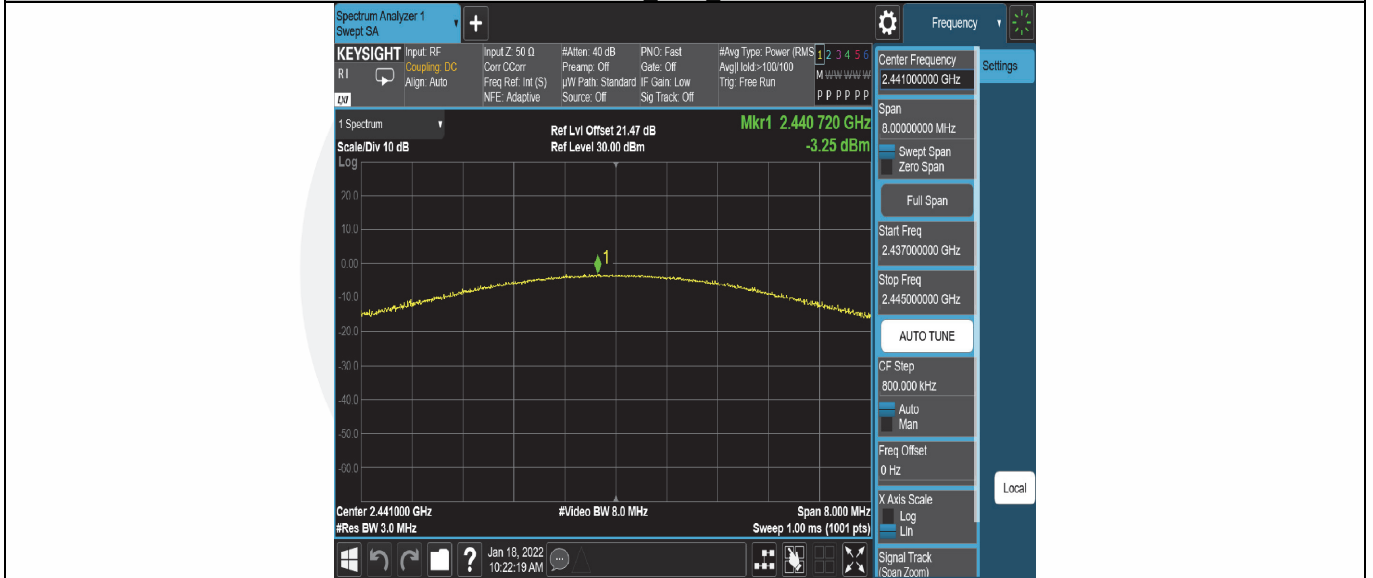 Spectrum Analyzer 1
Swept SA
Frequency
KEYSIGHT
R I
LXI
Input: RF
Coupling: DC
Align: Auto
Input Z: 50 Ω
Corr CCorr
Freq Ref: Int (S)
NFE: Adaptive
#Atten: 40 dB
Preamp: Off
µW Path: Standard
Source: Off
PNO: Fast
Gate: Off
IF Gain: Low
Sig Track: Off
#Avg Type: Power (RMS
Avg|Hold:>100/100
Trig: Free Run
1 2 3 4 5 6
M W W W W W
P P P P P P
1 Spectrum
Scale/Div 10 dB
Log
Ref Lvl Offset 21.47 dB
Ref Level 30.00 dBm
Mkr1 2.440 720 GHz
-3.25 dBm
20.0
10.0
0.00
-10.0
-20.0
-30.0
-40.0
-50.0
-60.0
1
Center 2.441000 GHz
#Res BW 3.0 MHz
#Video BW 8.0 MHz
Span 8.000 MHz
Sweep 1.00 ms (1001 pts)
Jan 18, 2022
10:22:19 AM
Center Frequency
2.441000000 GHz
Settings
Span
8.00000000 MHz
Swept Span
Zero Span
Full Span
Start Freq
2.437000000 GHz
Stop Freq
2.445000000 GHz
AUTO TUNE
CF Step
800.000 kHz
Auto
Man
Freq Offset
0 Hz
X Axis Scale
Log
Lin
Local
Signal Track
(Span Zoom)